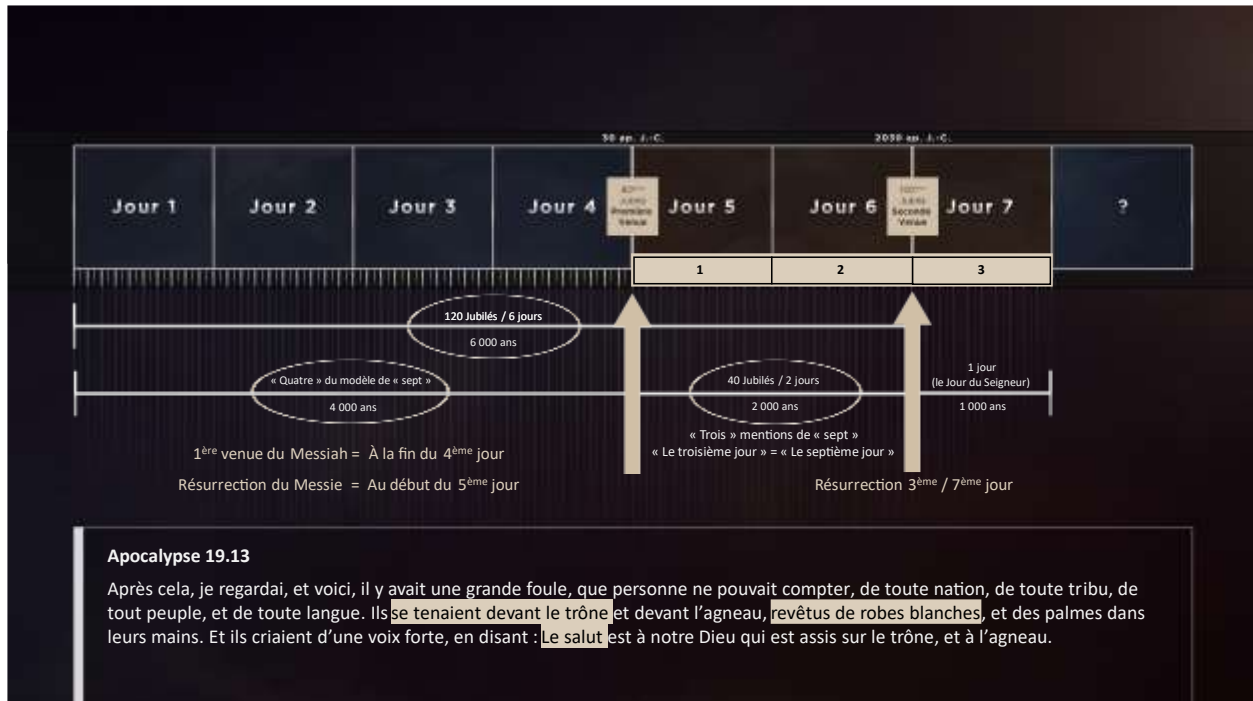 ap. J.-C.
ap. J.-C.
Jour 1
Jour 2
Jour 3
Jour 4
Première
Venue
Jour 5
Jour 6
Seconde
Venue
Jour 7
?
1
2
3
120 Jubilés / 6 jours
6 000 ans
« Quatre » du modèle de « sept »
4 000 ans
40 Jubilés / 2 jours
2 000 ans
1 jour
(le Jour du Seigneur)
1 000 ans
« Trois » mentions de « sept »
« Le troisième jour » = « Le septième jour »
1ère venue du Messiah = À la fin du 4ème jour
Résurrection du Messie = Au début du 5ème jour
Résurrection 3ème / 7ème jour
Apocalypse 19.13
Après cela, je regardai, et voici, il y avait une grande foule, que personne ne pouvait compter, de toute nation, de toute tribu, de
tout peuple, et de toute langue. Ils se tenaient devant le trône et devant l'agneau, revêtus de robes blanches, et des palmes dans
leurs mains. Et ils criaient d'une voix forte, en disant : Le salut est à notre Dieu qui est assis sur le trône, et à l'agneau.